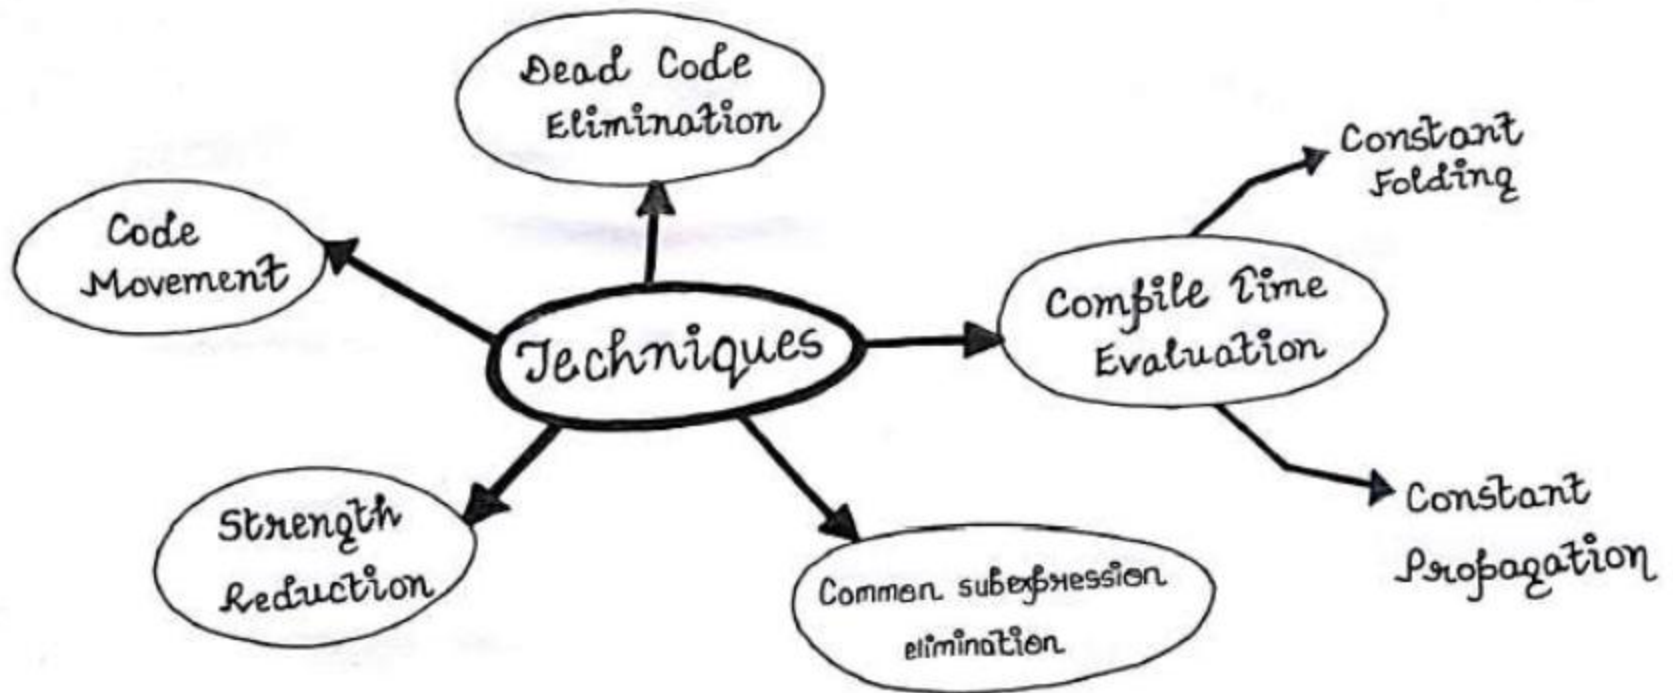 Dead Code
Elimination
Constant
Folding
Code
Movement
Compile Time
Evaluation
Techniques
Constant
Propagation
Strength
Reduction
Common subexpression
elimination